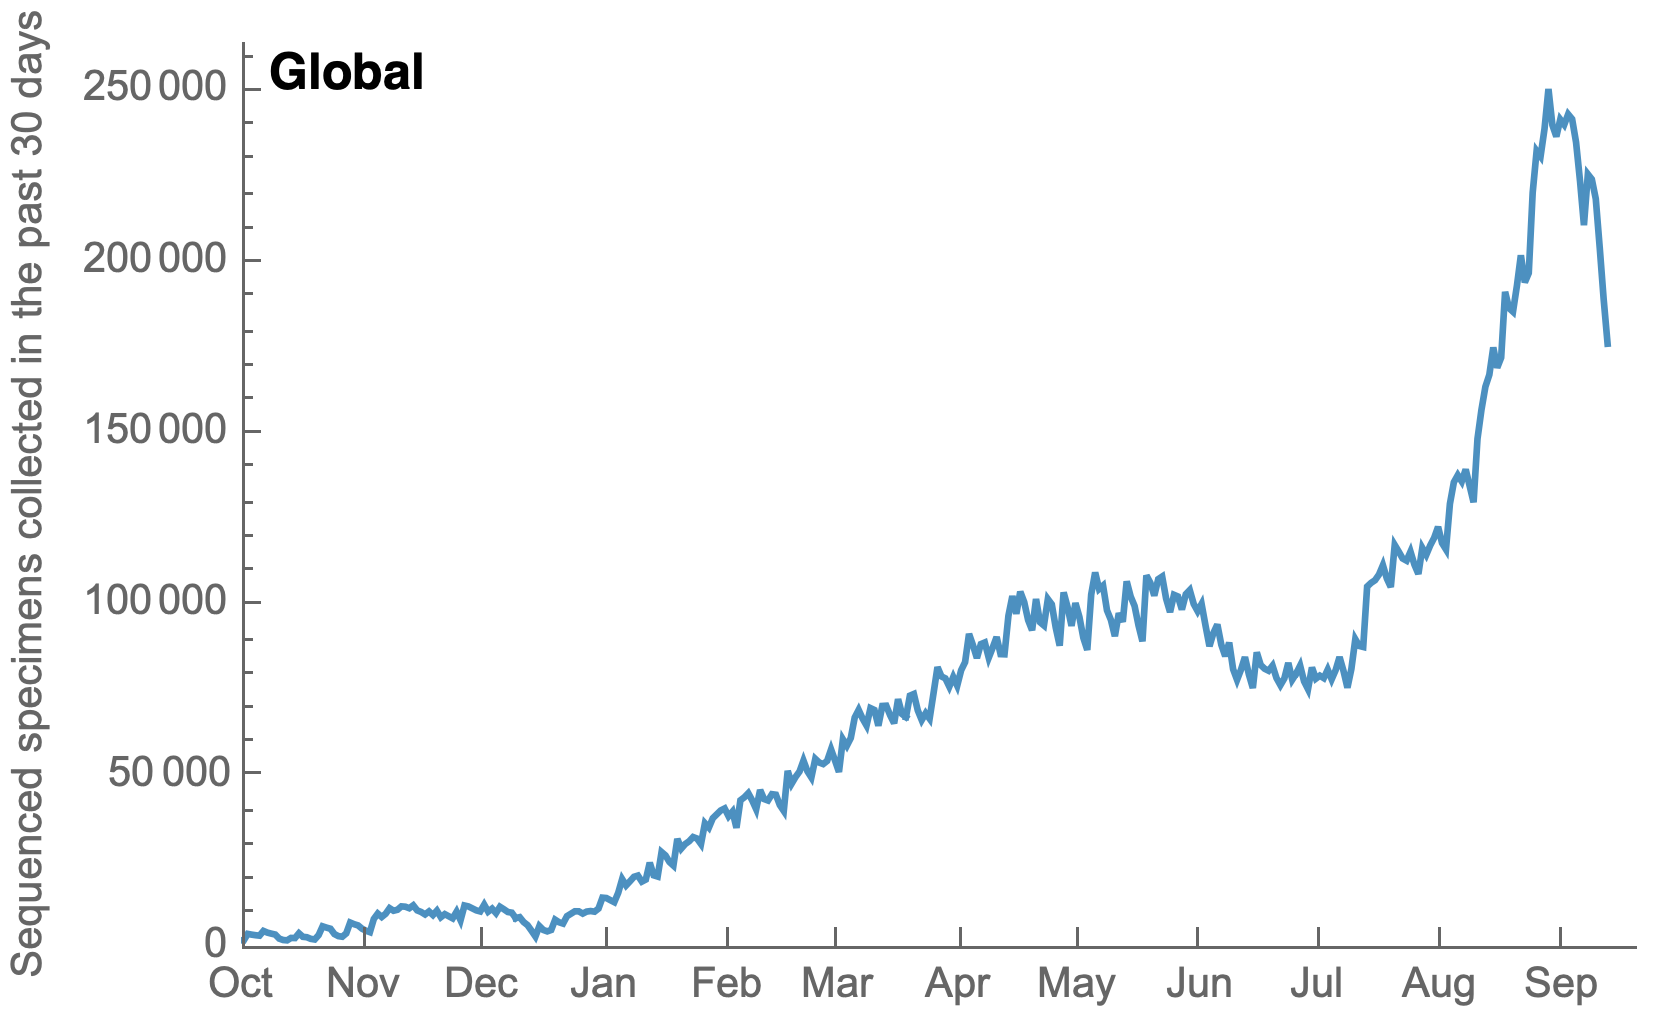 Sequenced specimens collected in the past 30 days
Global
250 000
200 000
150 000
100 000
50 000
0
Oct Nov Dec Jan Feb Mar Apr May Jun Jul Aug Sep